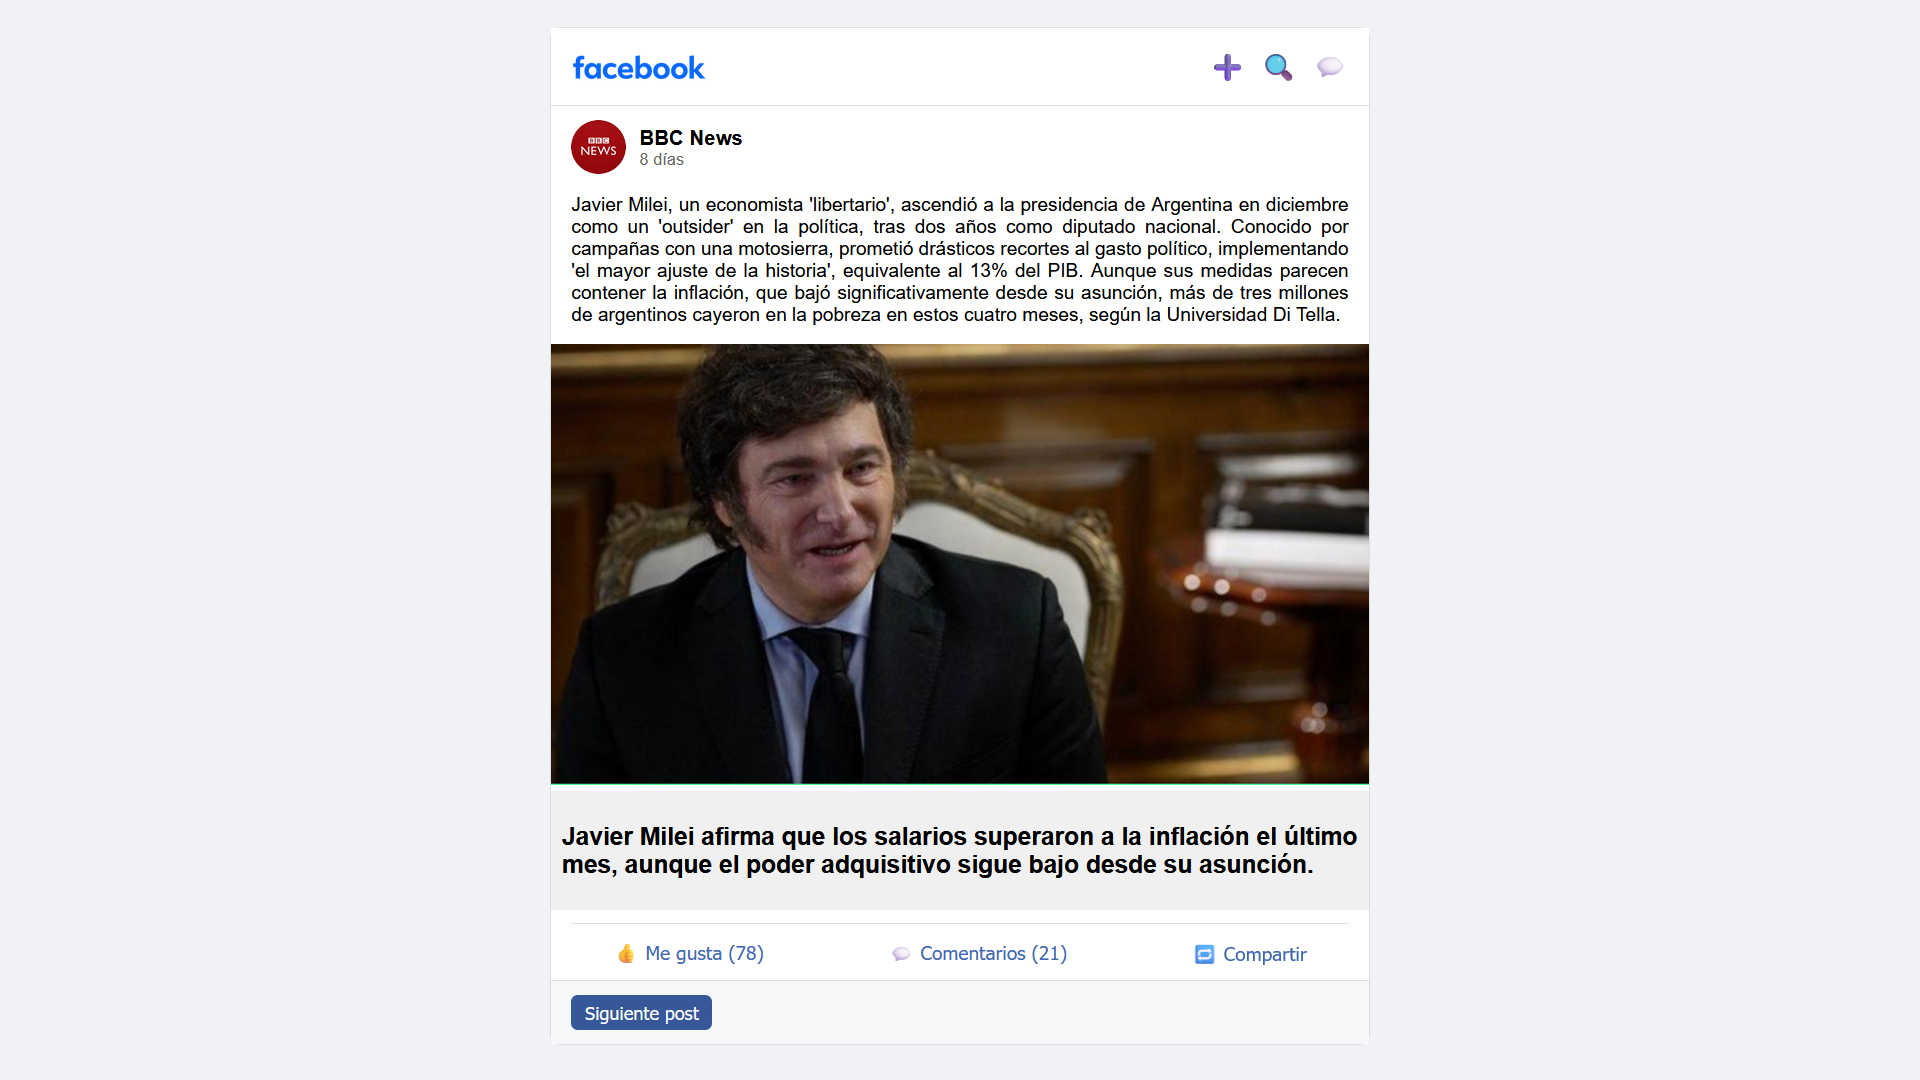 facebook
BBC
NEWS
BBC News
8 días
Javier Milei, un economista 'libertario', ascendió a la presidencia de Argentina en diciembre
como un 'outsider' en la política, tras dos años como diputado nacional. Conocido por
campañas con una motosierra, prometió drásticos recortes al gasto político, implementando
'el mayor ajuste de la historia', equivalente al 13% del PIB. Aunque sus medidas parecen
contener la inflación, que bajó significativamente desde su asunción, más de tres millones
de argentinos cayeron en la pobreza en estos cuatro meses, según la Universidad Di Tella.
Javier Milei afirma que los salarios superaron a la inflación el último
mes, aunque el poder adquisitivo sigue bajo desde su asunción.
Me gusta (78) Comentarios (21) Compartir
Siguiente post